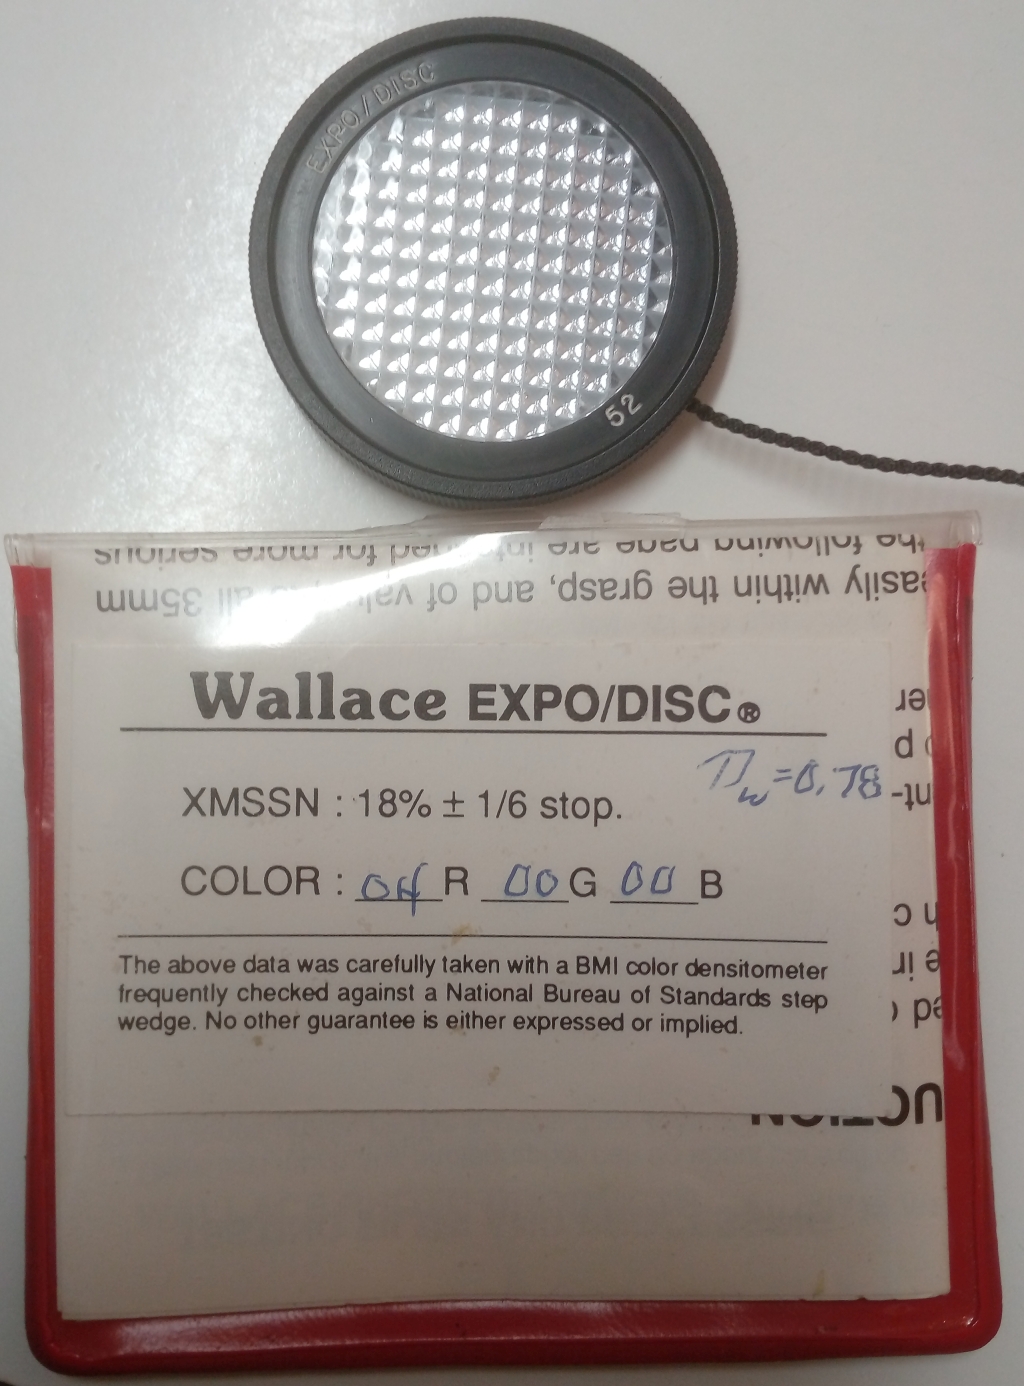 EXPO/DISC
52
the following page are intended for more serious
easily within the grasp, and of value to all 35mm
Wallace EXPO/DISC®
Dw=0.78
XMSSN : 18% ± 1/6 stop.
COLOR : 04 R 00 G 00 B
The above data was carefully taken with a BMI color densitometer
frequently checked against a National Bureau of Standards step
wedge. No other guarantee is either expressed or implied.